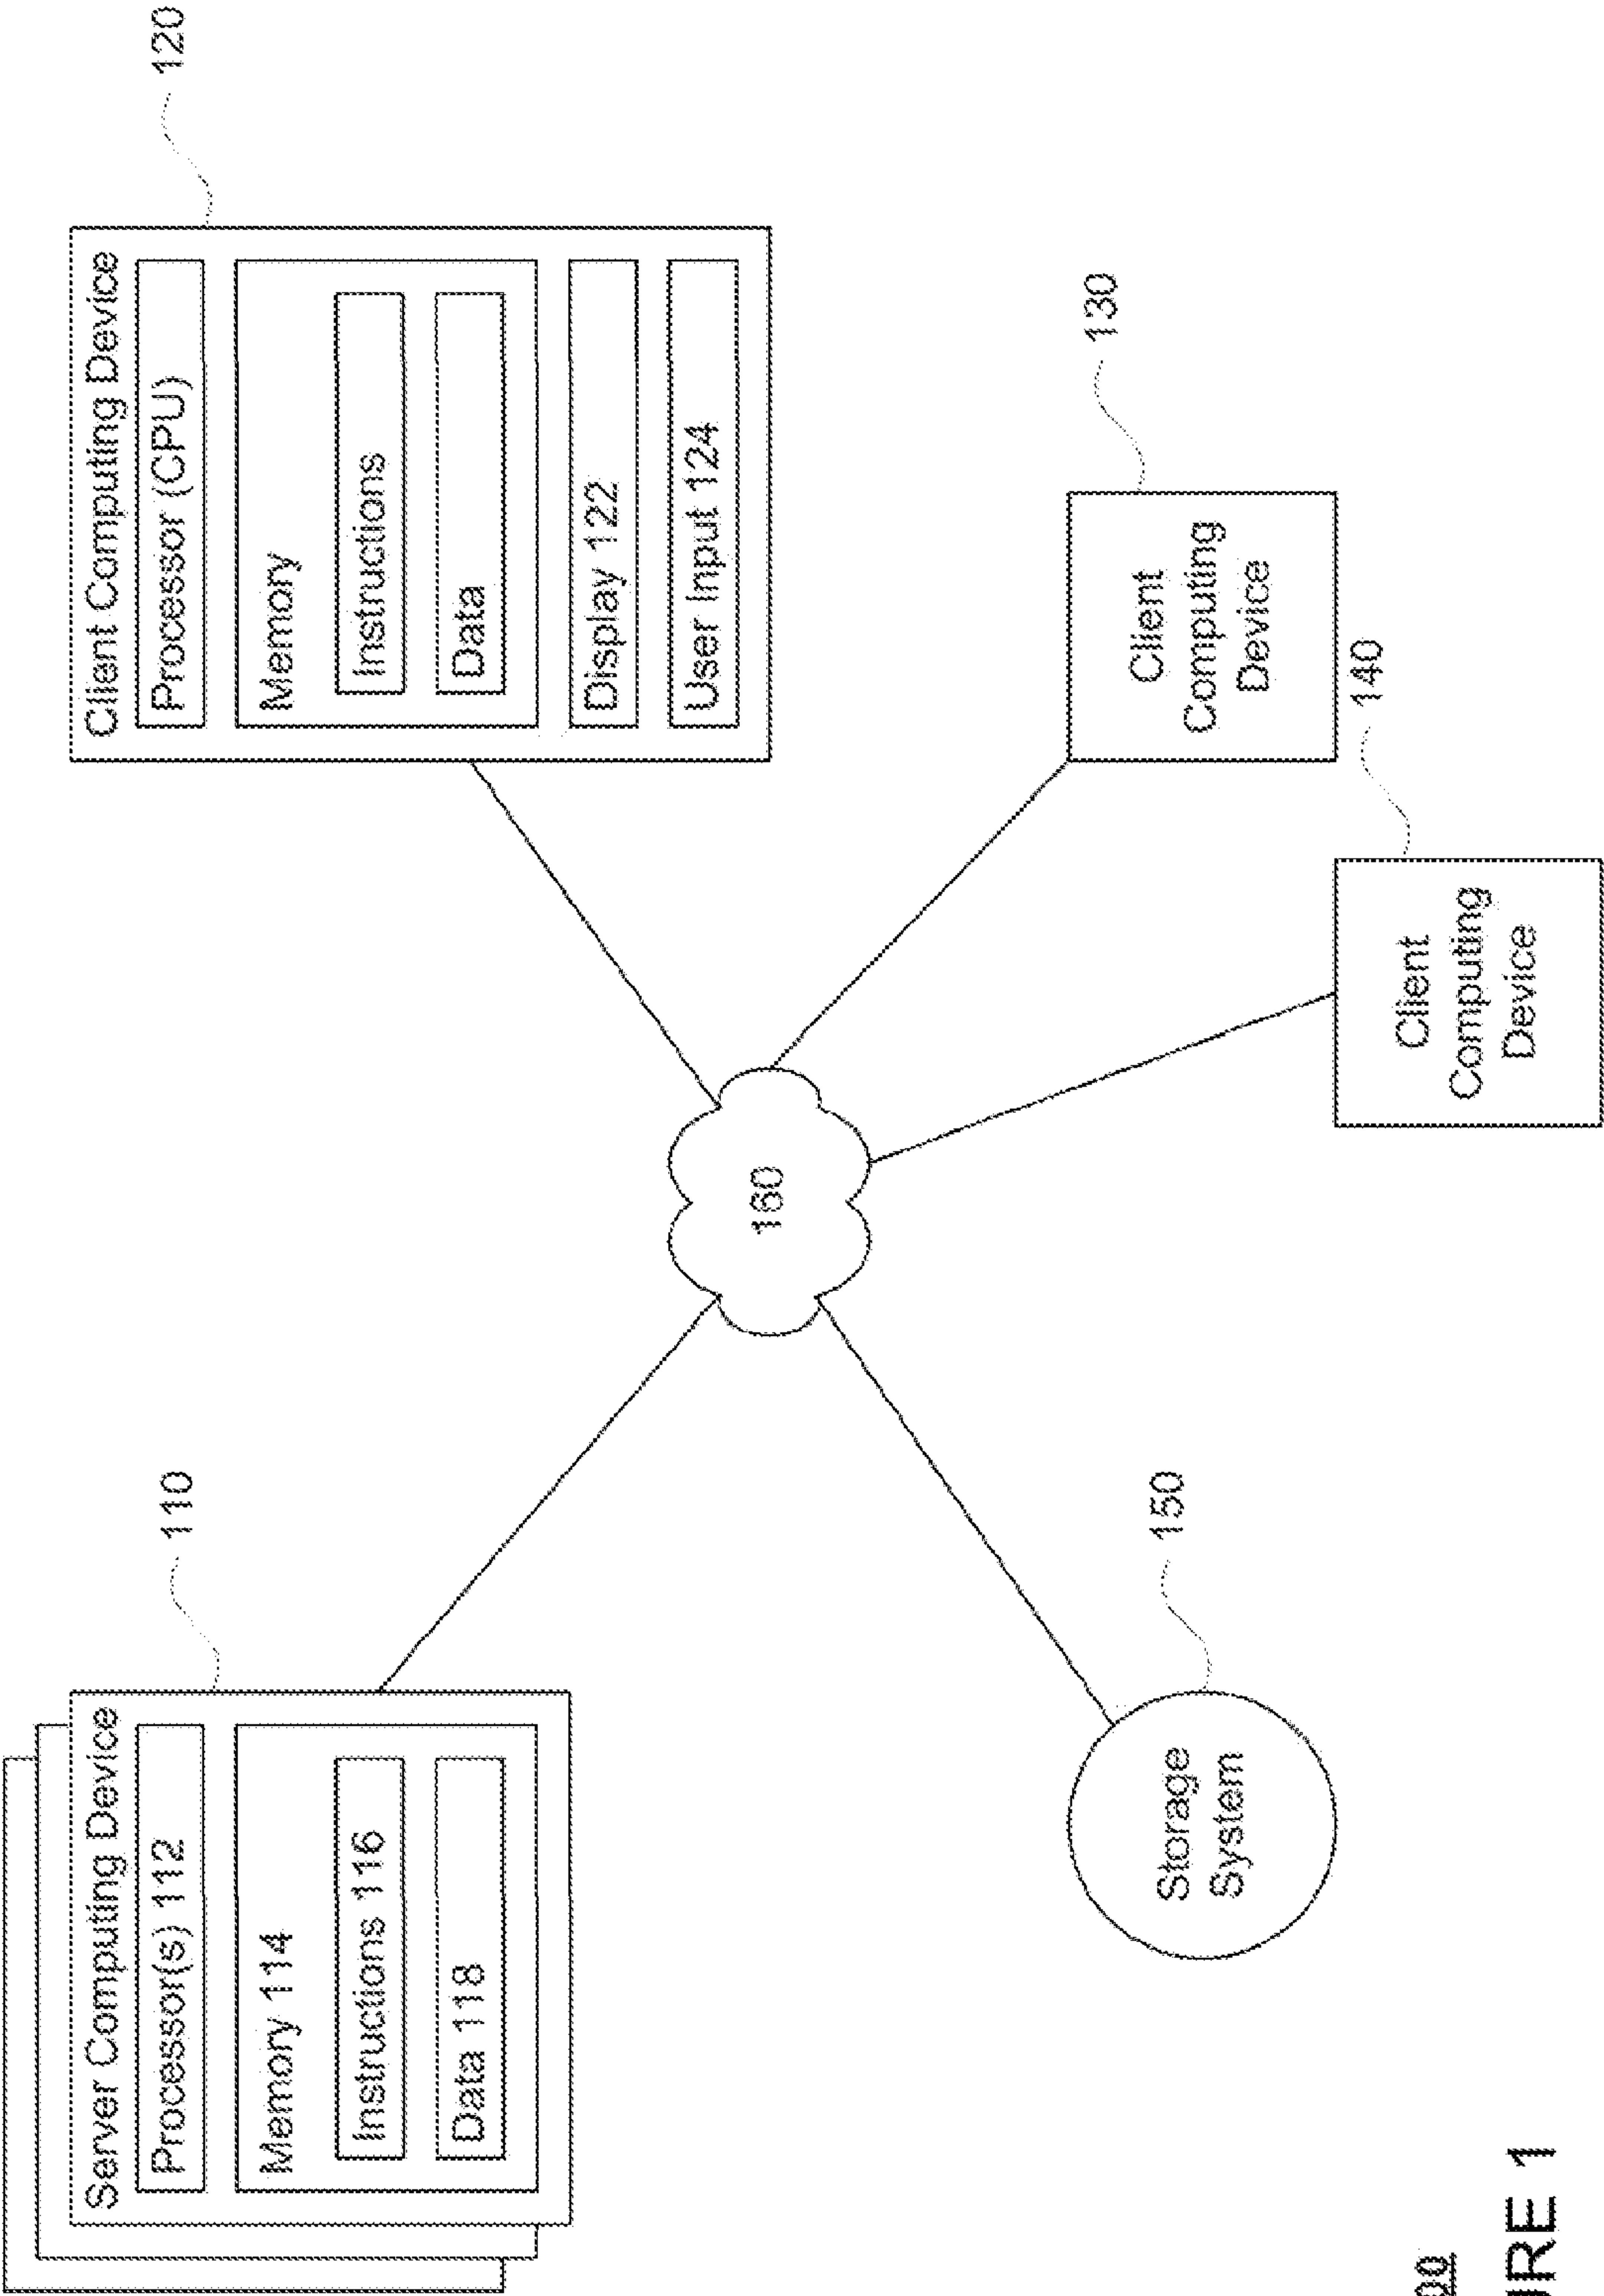 Server Computing Device
Processor(s) 112
Memory 114
Instructions 116
Data 118
110
Client Computing Device
Processor (CPU)
Memory
Instructions
Data
Display 122
User Input 124
120
160
Storage
System
150
Client
Computing
Device
130
Client
Computing
Device
140
1